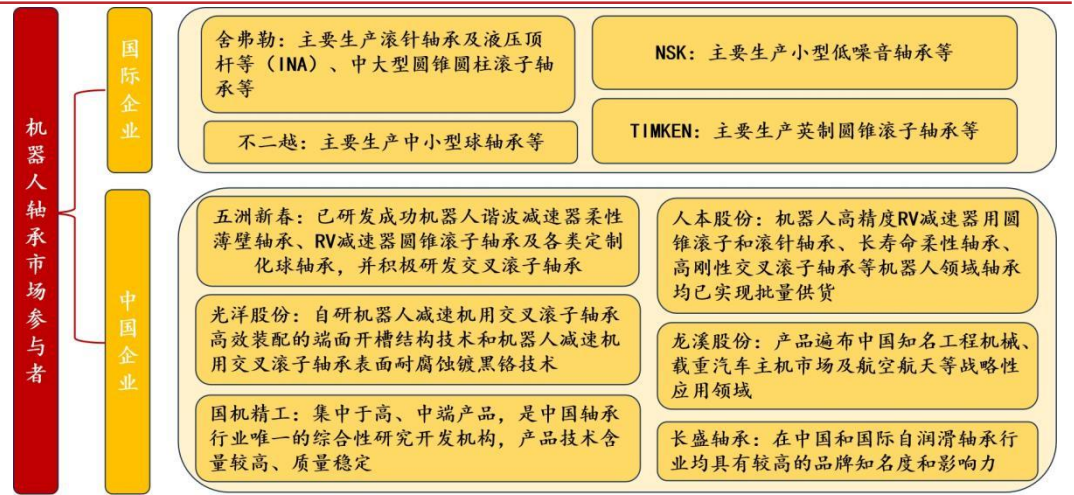 机器人轴承市场参与者
国际企业
舍弗勒：主要生产滚针轴承及液压顶
杆等（INA）、中大型圆锥圆柱滚子轴
承等
不二越：主要生产中小型球轴承等
NSK：主要生产小型低噪音轴承等
TIMKEN：主要生产英制圆锥滚子轴承等
中国企业
五洲新春：已研发成功机器人谐波减速器柔性
薄壁轴承、RV减速器圆锥滚子轴承及各类定制
化球轴承，并积极研发交叉滚子轴承
光洋股份：自研机器人减速机用交叉滚子轴承
高效装配的端面开槽结构技术和机器人减速机
用交叉滚子轴承表面耐腐蚀镀黑铬技术
国机精工：集中于高、中端产品，是中国轴承
行业唯一的综合性研究开发机构，产品技术含
量较高、质量稳定
人本股份：机器人高精度RV减速器用圆
锥滚子和滚针轴承、长寿命柔性轴承、
高刚性交叉滚子轴承等机器人领域轴承
均已实现批量供货
龙溪股份：产品遍布中国知名工程机械、
载重汽车主机市场及航空航天等战略性
应用领域
长盛轴承：在中国和国际自润滑轴承行
业均具有较高的品牌知名度和影响力